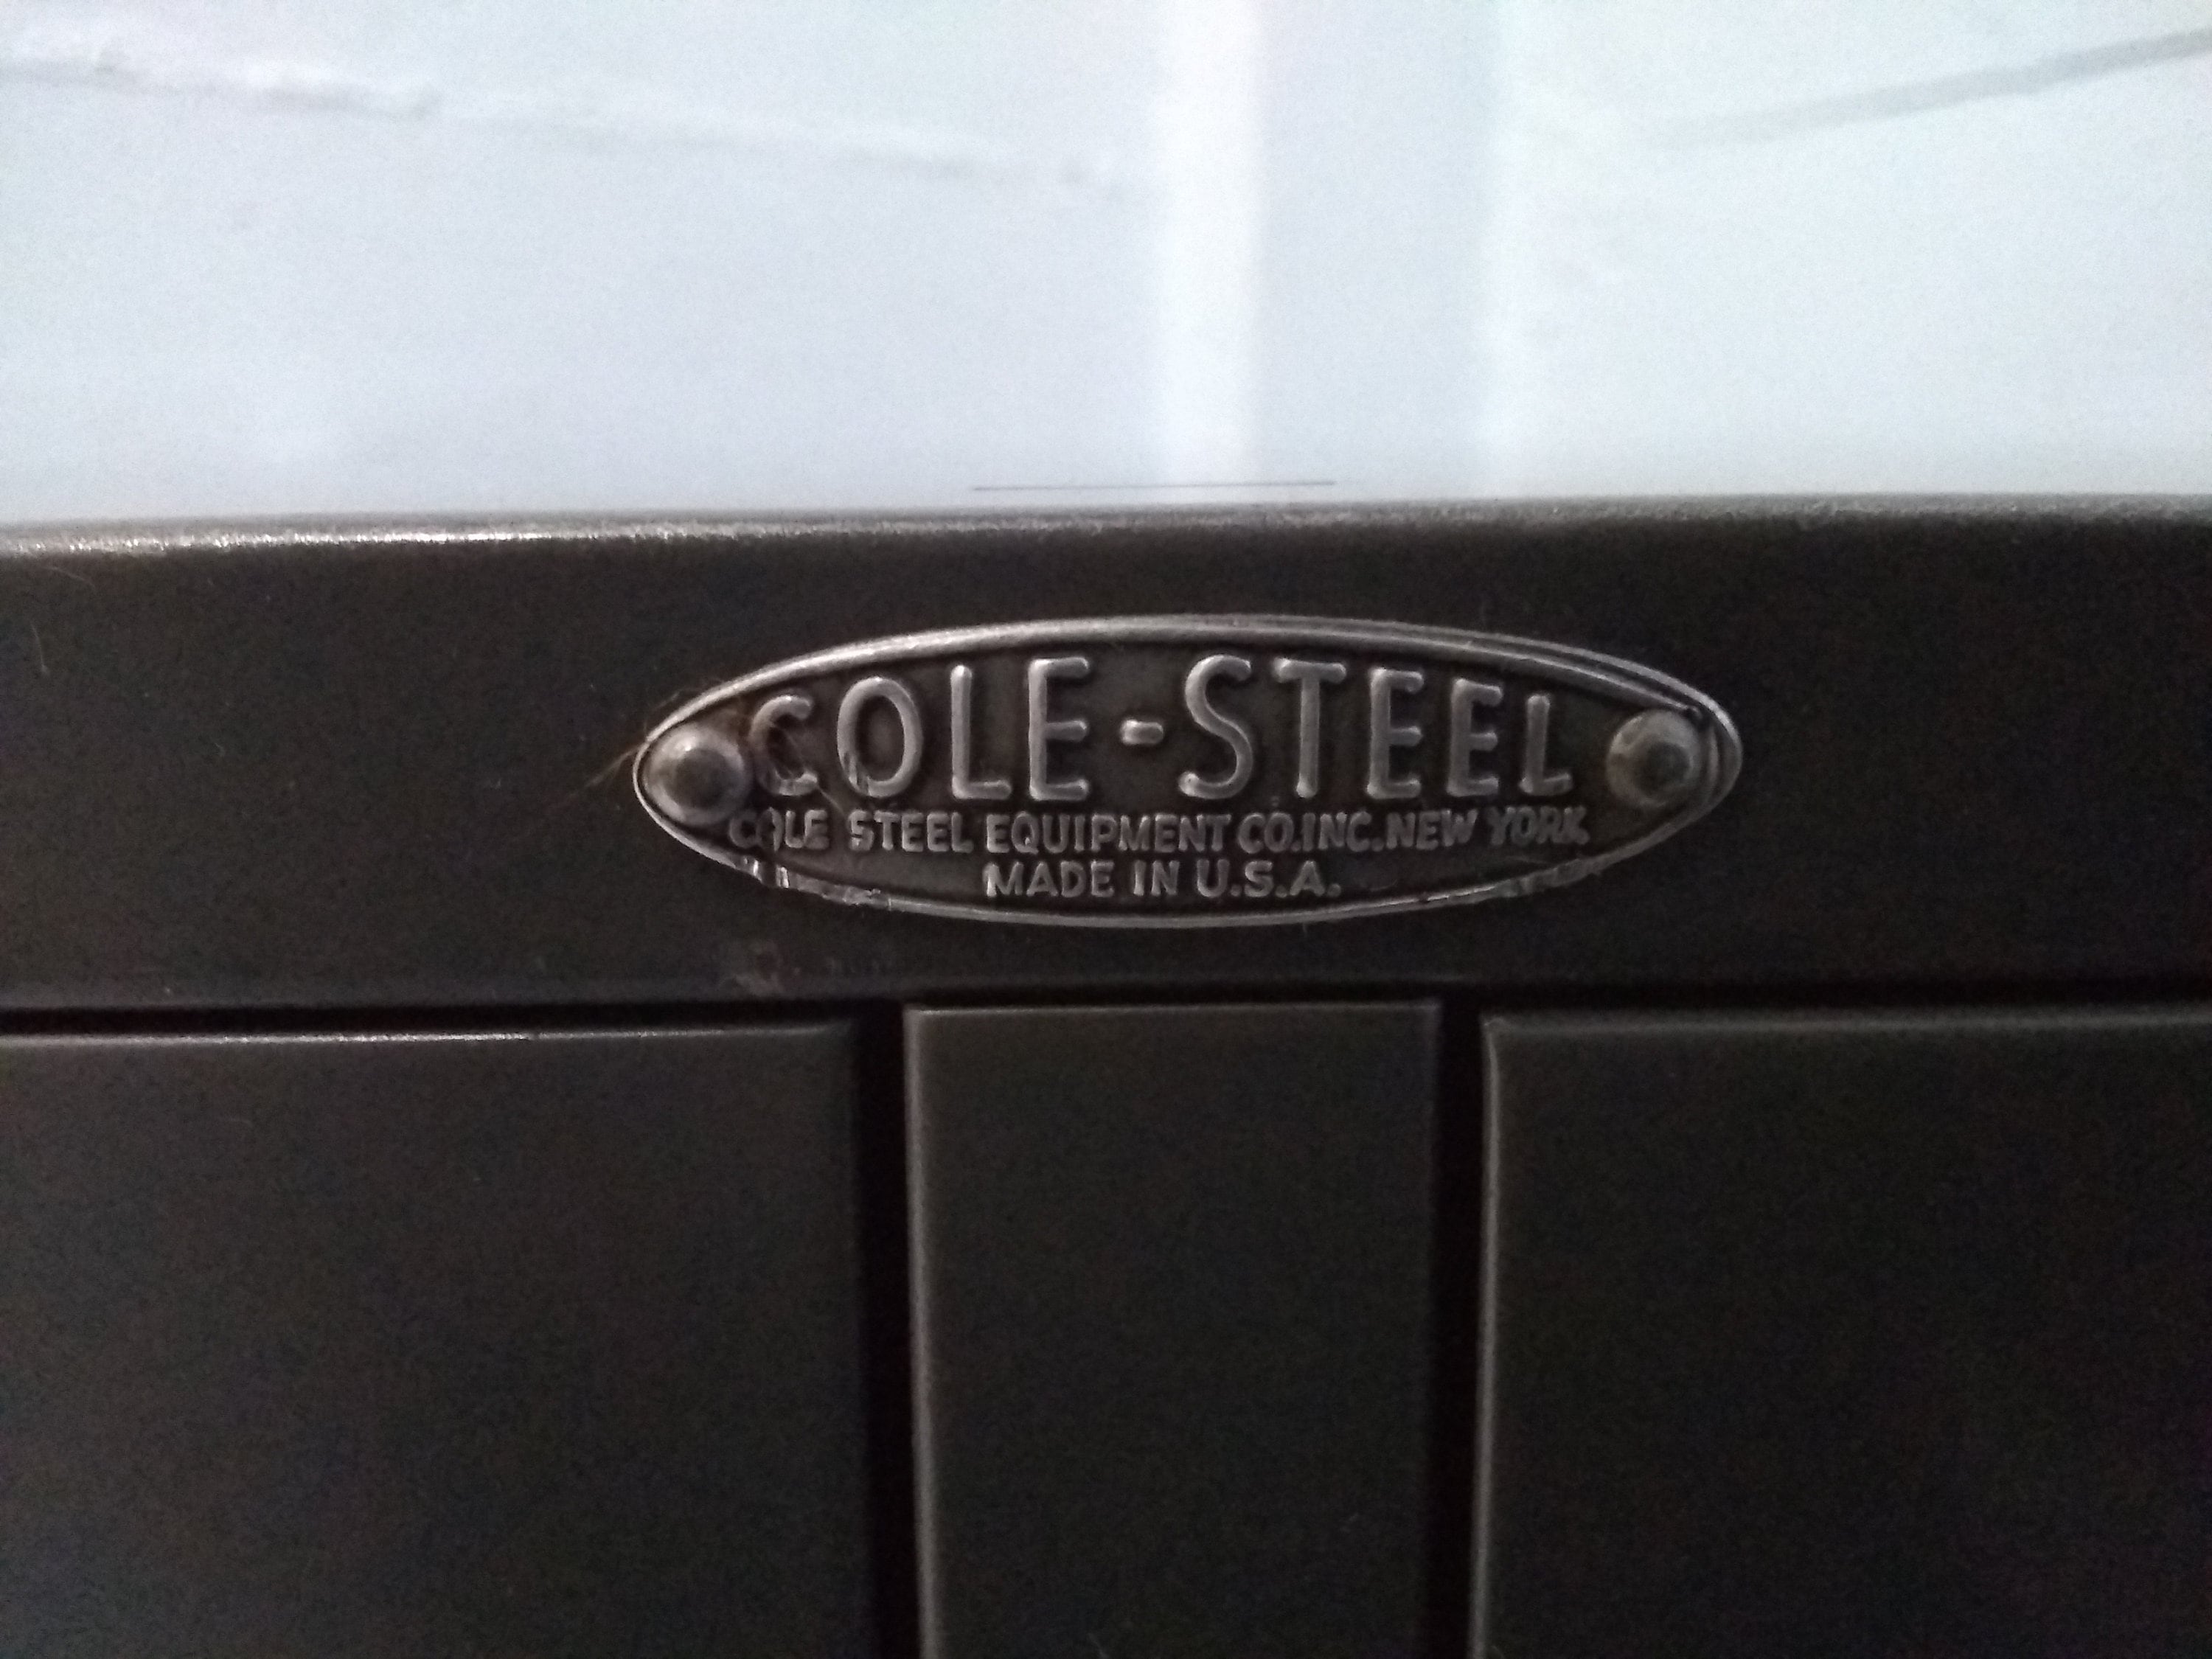 COLE-STEEL
COLE STEEL EQUIPMENT CO.INC.NEW YORK
MADE IN U.S.A.